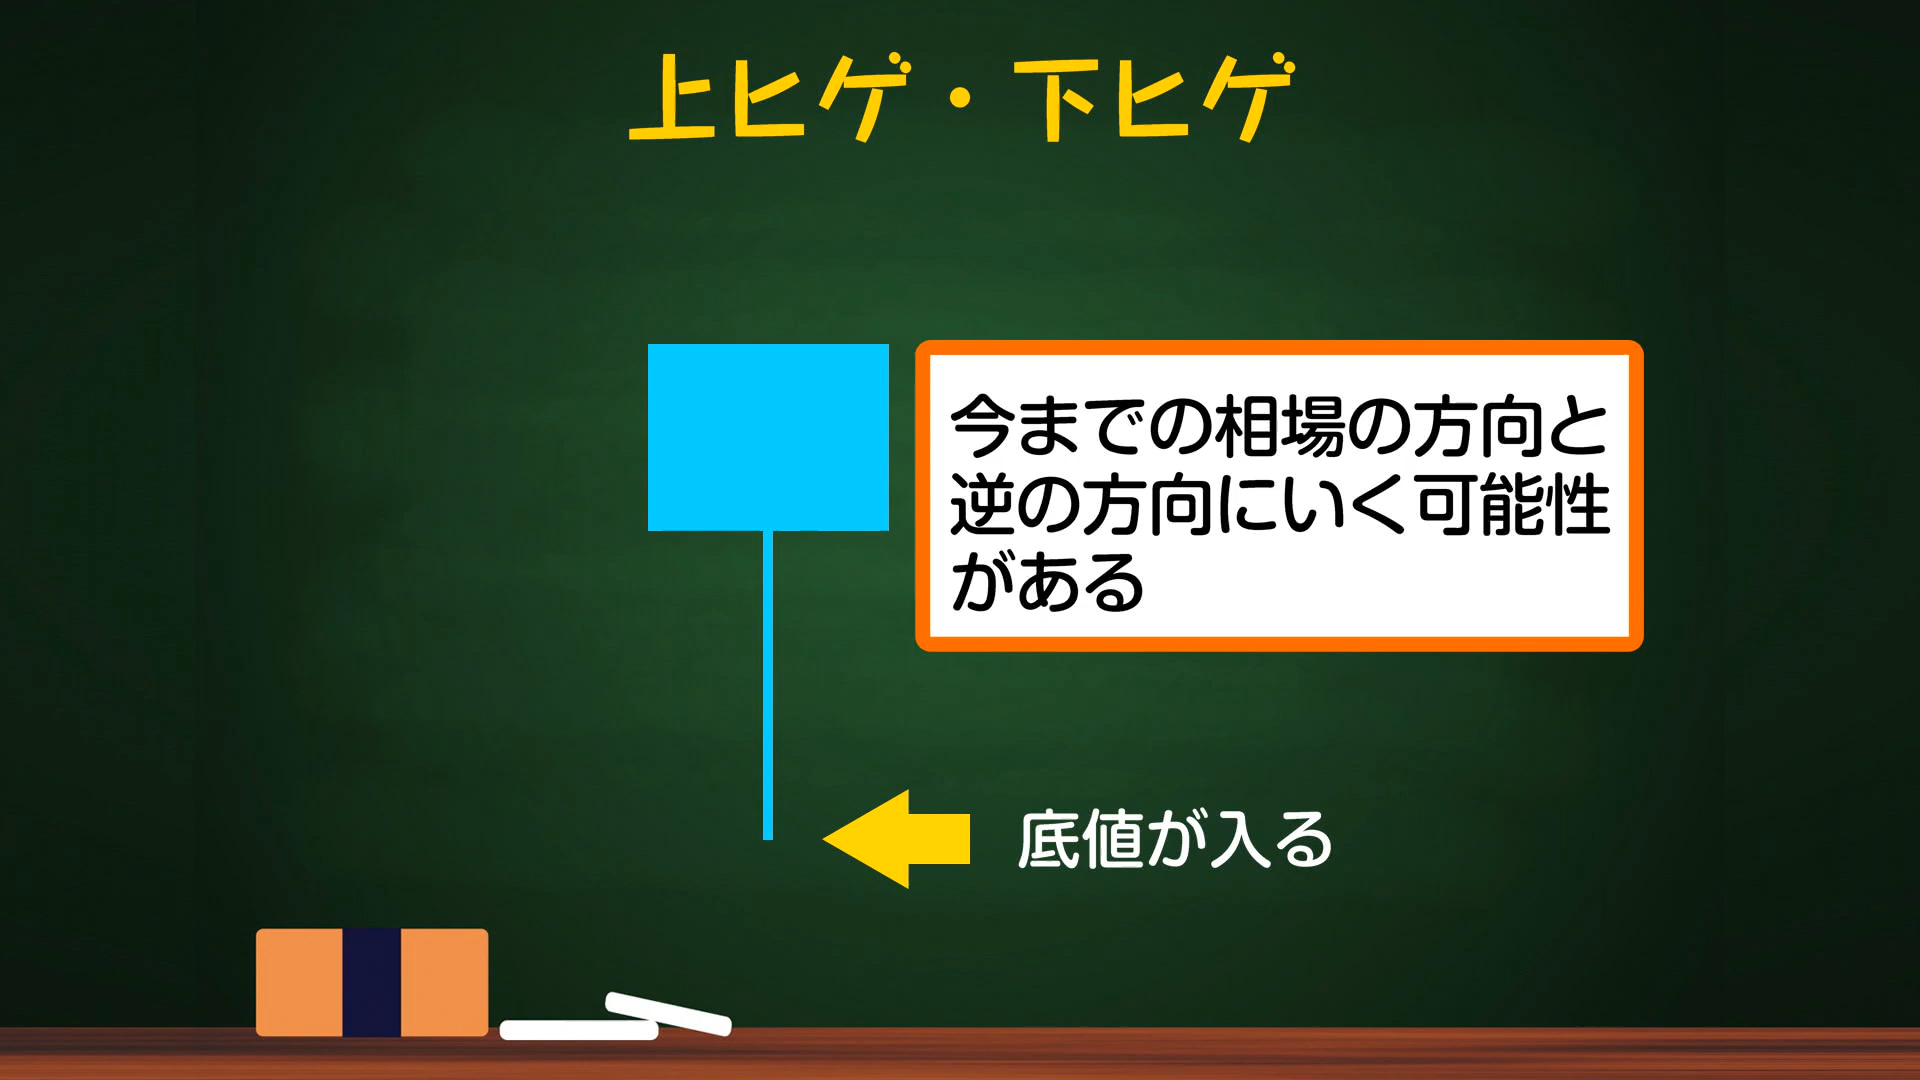 上ヒゲ・下ヒゲ
今までの相場の方向と
逆の方向にいく可能性
がある
底値が入る